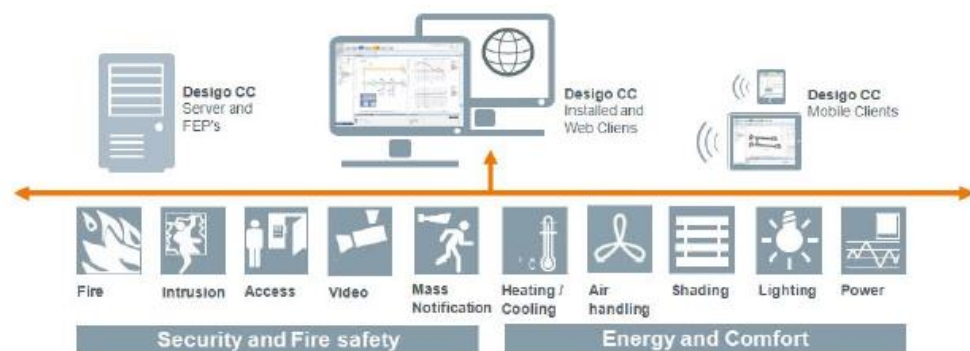 Desigo CC
Server and
FEP's
Desigo CC
Installed and
Web Cliens
Desigo CC
Mobile Clients
°C
Fire
Intrusion
Access
Video
Mass
Notification
Heating /
Cooling
Air
handling
Shading
Lighting
Power
Security and Fire safety
Energy and Comfort